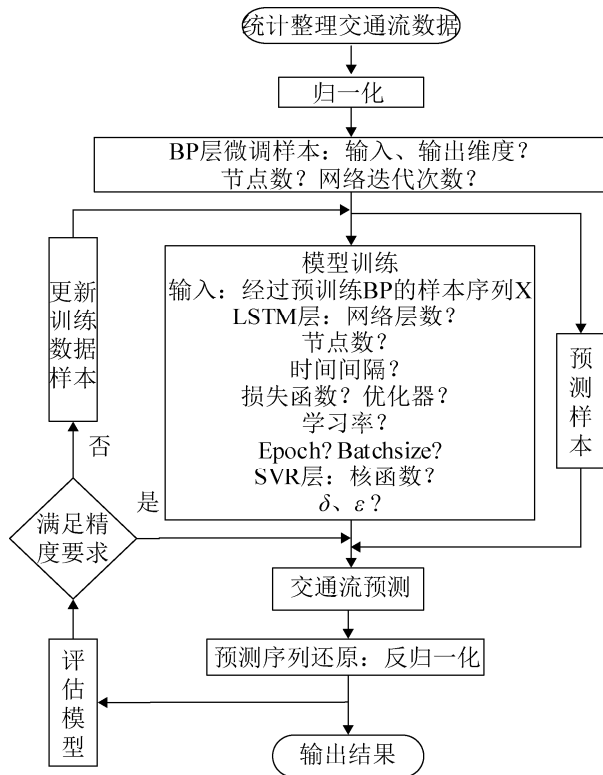 统计整理交通流数据
归一化
BP层微调样本：输入、输出维度？
节点数？网络迭代次数？
更新
训练
数据
样本
模型训练
输入：经过预训练BP的样本序列X
LSTM层：网络层数？
节点数？
时间间隔？
损失函数？优化器？
学习率？
Epoch？Batchsize？
SVR层：核函数？
δ、ε？
预
测
样
本
否
是
满足精
度要求
交通流预测
预测序列还原：反归一化
评
估
模
型
输出结果